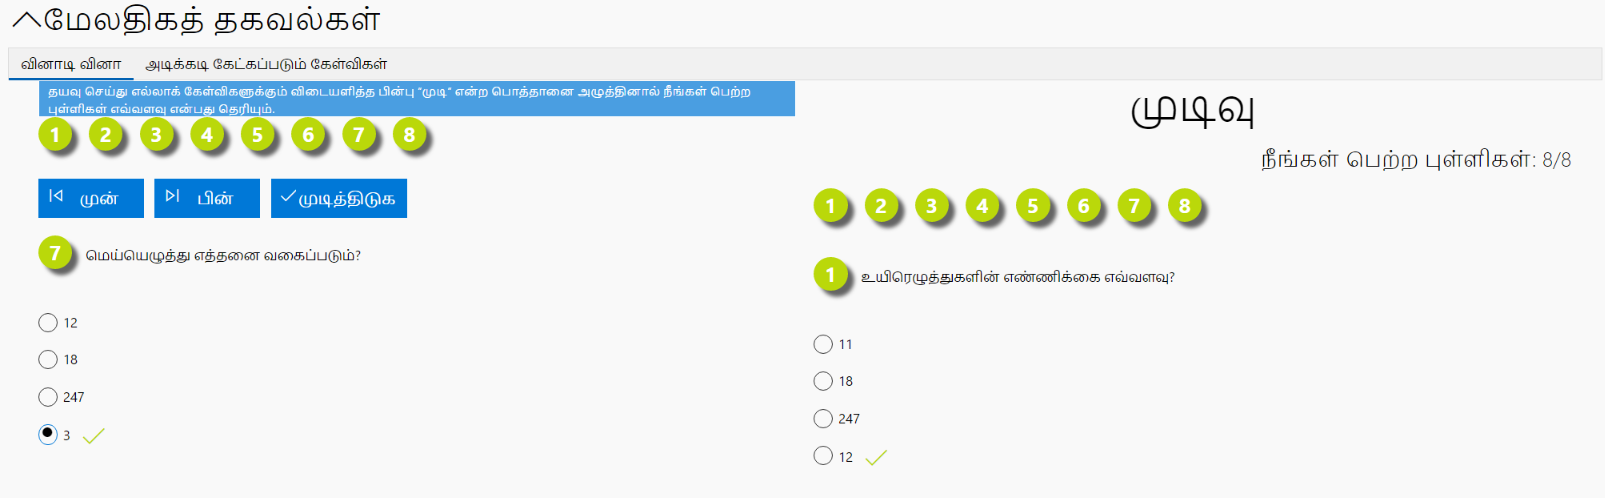 மேலதிகத் தகவல்கள்
வினாடி வினா அடிக்கடி கேட்கப்படும் கேள்விகள்
தயவு செய்து எல்லாக் கேள்விகளுக்கும் விடையளித்த பின்பு "முடி" என்ற பொத்தானை அழுத்தினால் நீங்கள் பெற்ற
புள்ளிகள் எவ்வளவு என்பது தெரியும்.
1 2 3 4 5 6 7 8
முன் பின் முடித்திடுக
7 மெய்யெழுத்து எத்தனை வகைப்படும்?
12
18
247
3
முடிவு
நீங்கள் பெற்ற புள்ளிகள்: 8/8
1 2 3 4 5 6 7 8
1 உயிரெழுத்துகளின் எண்ணிக்கை எவ்வளவு?
11
18
247
12